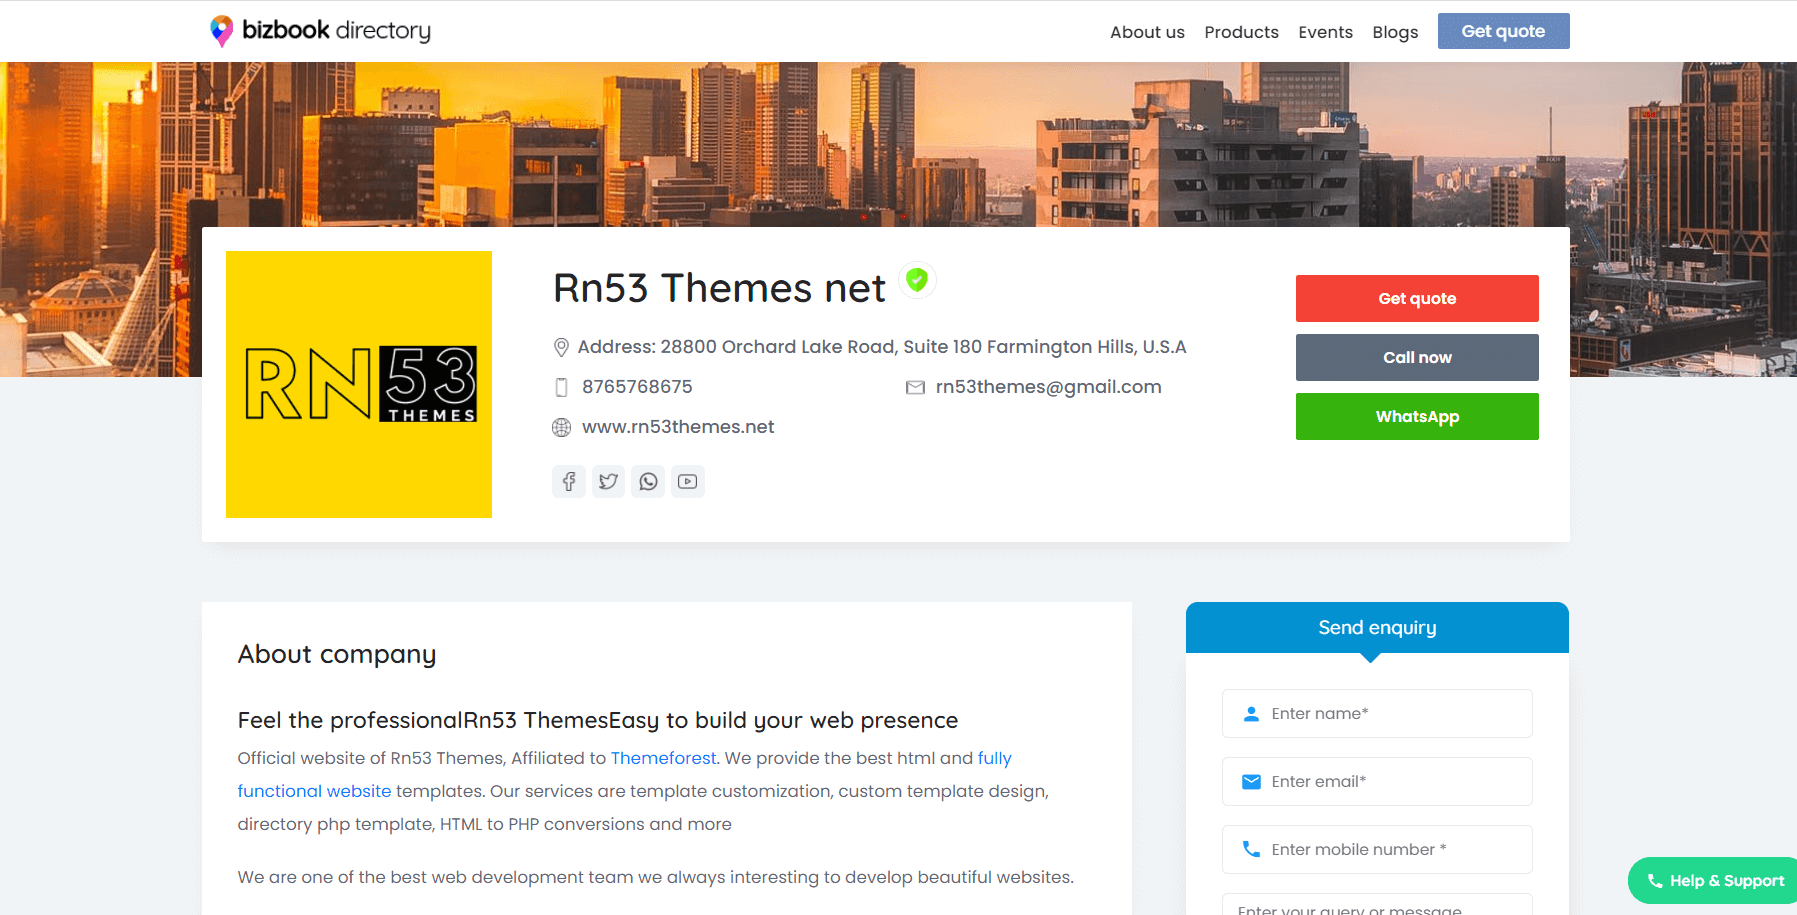 bizbook directory
About us Products Events Blogs Get quote
RN53
THEMES
Rn53 Themes net
Address: 28800 Orchard Lake Road, Suite 180 Farmington Hills, U.S.A
8765768675 rn53themes@gmail.com
www.rn53themes.net
Get quote
Call now
WhatsApp
About company
Feel the professionalRn53 ThemesEasy to build your web presence
Official website of Rn53 Themes, Affiliated to Themeforest. We provide the best html and fully
functional website templates. Our services are template customization, custom template design,
directory php template, HTML to PHP conversions and more
We are one of the best web development team we always interesting to develop beautiful websites.
Send enquiry
Enter name*
Enter email*
Enter mobile number *
Enter your query or message
Help & Support